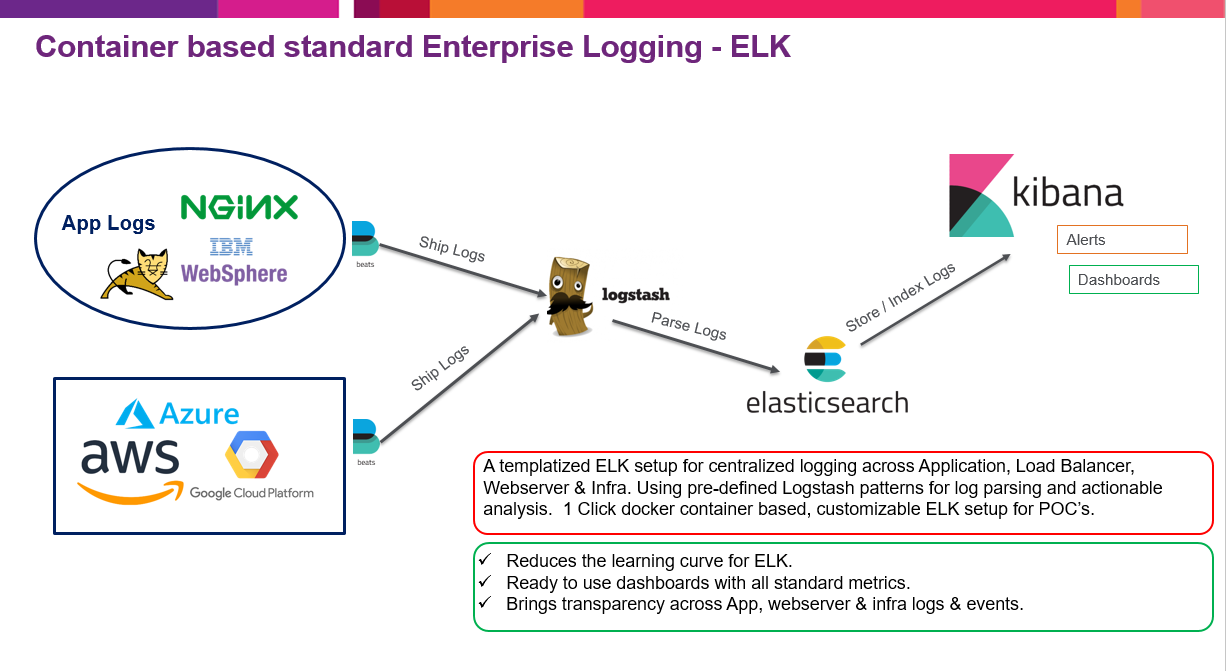 Container based standard Enterprise Logging - ELK
App Logs
NGiNX
IBM
WebSphere
beats
Ship Logs
logstash
Parse Logs
Store / Index Logs
kibana
Alerts
Dashboards
elasticsearch
Azure
aws
Google Cloud Platform
beats
Ship Logs
A templatized ELK setup for centralized logging across Application, Load Balancer,
Webserver & Infra. Using pre-defined Logstash patterns for log parsing and actionable
analysis.  1 Click docker container based, customizable ELK setup for POC’s.
✓ Reduces the learning curve for ELK.
✓ Ready to use dashboards with all standard metrics.
✓ Brings transparency across App, webserver & infra logs & events.